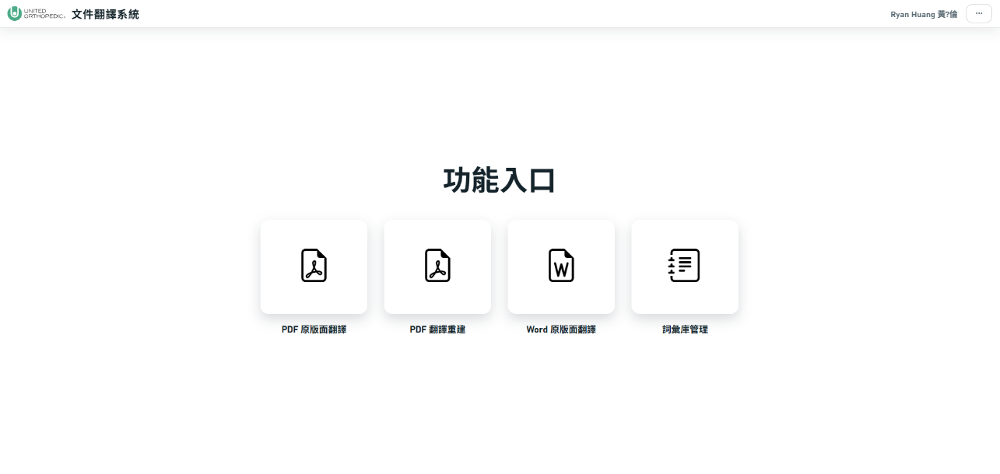 UNITED
ORTHOPEDIC.
文件翻譯系統
Ryan Huang 黃?倫
...
功能入口
PDF 原版面翻譯
PDF 翻譯重建
Word 原版面翻譯
詞彙庫管理